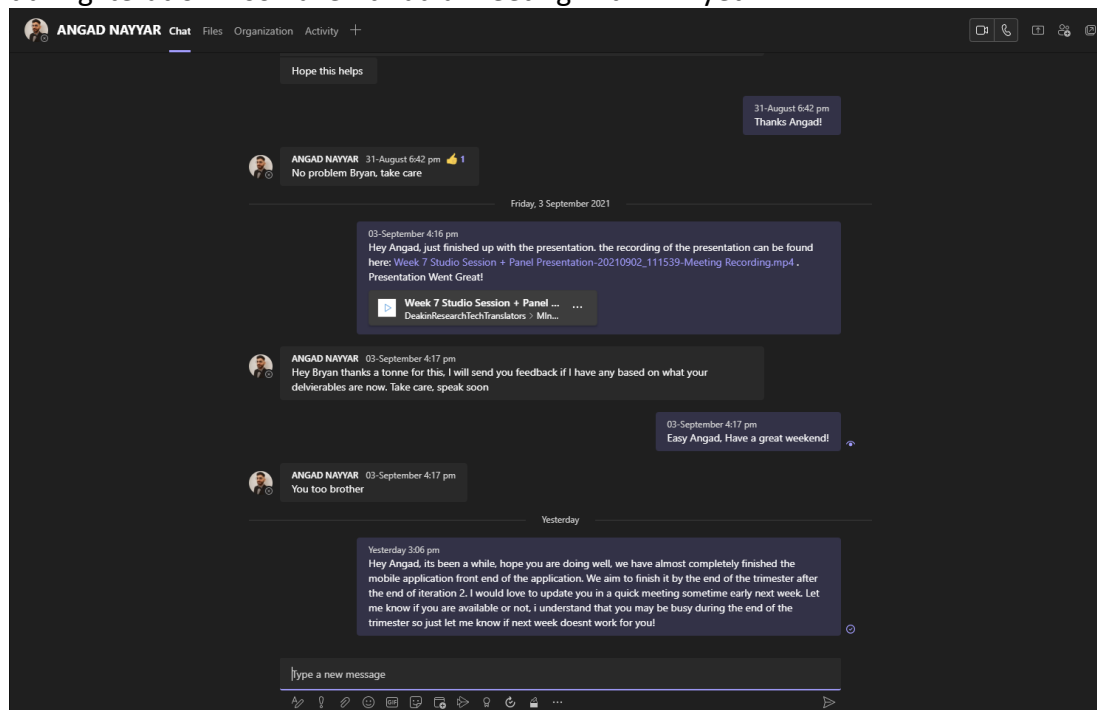 ANGAD NAYYAR Chat Files Organization Activity
Hope this helps
31-August 6:42 pm
Thanks Angad!
ANGAD NAYYAR 31-August 6:42 pm 👍 1
No problem Bryan, take care
Friday, 3 September 2021
03-September 4:16 pm
Hey Angad, just finished up with the presentation. the recording of the presentation can be found
here: Week 7 Studio Session + Panel Presentation-20210902_111539-Meeting Recording.mp4 .
Presentation Went Great!
Week 7 Studio Session + Panel ...
DeakinResearchTechTranslators > MIn...
ANGAD NAYYAR 03-September 4:17 pm
Hey Bryan thanks a tonne for this, I will send you feedback if I have any based on what your
delvierables are now. Take care, speak soon
03-September 4:17 pm
Easy Angad, Have a great weekend!
ANGAD NAYYAR 03-September 4:17 pm
You too brother
Yesterday
Yesterday 3:06 pm
Hey Angad, its been a while, hope you are doing well, we have almost completely finished the
mobile application front end of the application. We aim to finish it by the end of the trimester after
the end of iteration 2. I would love to update you in a quick meeting sometime early next week. Let
me know if you are available or not, i understand that you may be busy during the end of the
trimester so just let me know if next week doesnt work for you!
Type a new message
GIF